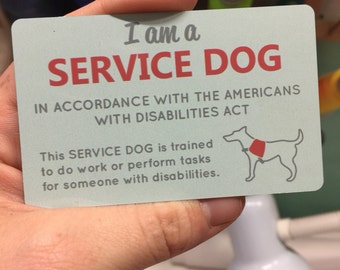 I am a
SERVICE DOG
IN ACCORDANCE WITH THE AMERICANS
WITH DISABILITIES ACT
This SERVICE DOG is trained
to do work or perform tasks
for someone with disabilities.